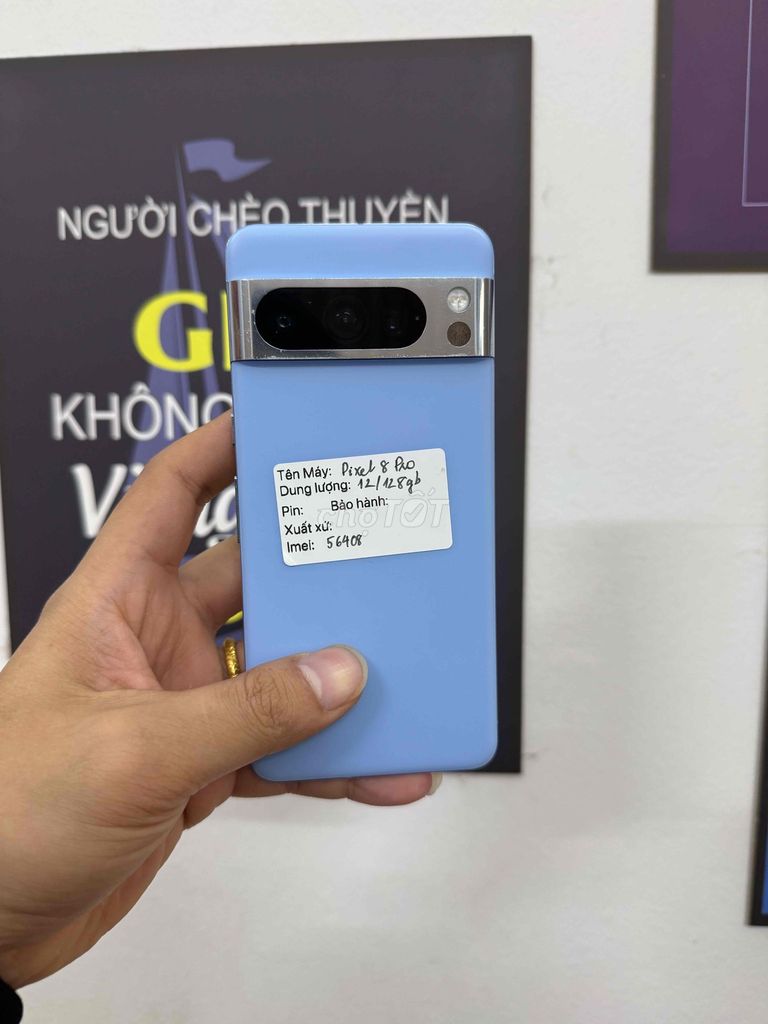 NGƯỜI CHÈO THUYỀN
KHÔNG
Tên Máy: Pixel 8 Pro
Dung lượng: 12/128gb
Pin: Bảo hành:
chợTỐT
Xuất xứ:
Imei: 56408